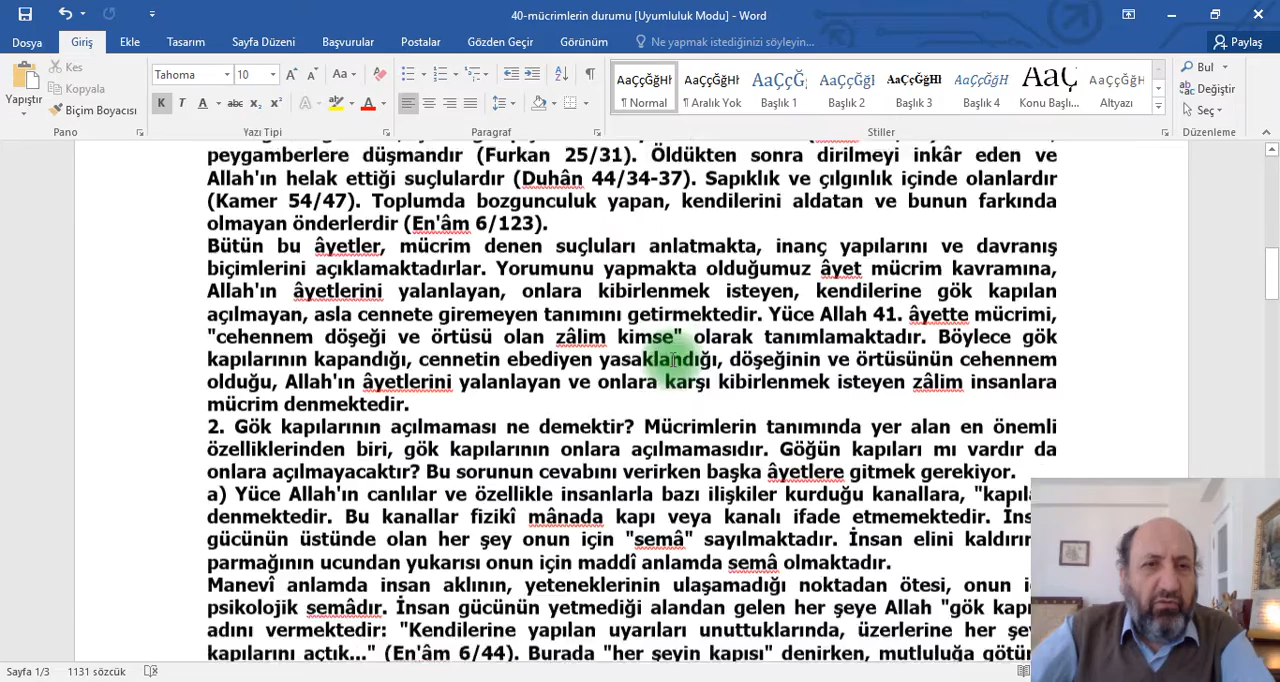 40-mücrimlerin durumu [Uyumluluk Modu] - Word
Dosya Giriş Ekle Tasarım Sayfa Düzeni Başvurular Postalar Gözden Geçir Görünüm Ne yapmak istediğinizi söyleyin... Paylaş
Yapıştır
Kes
Kopyala
Biçim Boyacısı
Pano
Tahoma 10
K T A abc x₂ x²
Yazı Tipi
Paragraf
AaÇçĞğHł AaÇçĞğHł AaÇçĞ AaÇçĞğI AaÇçĞğHI AaÇçĞğH AaÇ AaÇçĞğH
¶ Normal ¶ Aralık Yok Başlık 1 Başlık 2 Başlık 3 Başlık 4 Konu Başlı... Altyazı
Stiller
Bul
Değiştir
Seç
Düzenleme
peygamberlere düşmandır (Furkan 25/31). Öldükten sonra dirilmeyi inkâr eden ve
Allah'ın helak ettiği suçlulardır (Duhân 44/34-37). Sapıklık ve çılgınlık içinde olanlardır
(Kamer 54/47). Toplumda bozgunculuk yapan, kendilerini aldatan ve bunun farkında
olmayan önderlerdir (En'âm 6/123).
Bütün bu âyetler, mücrim denen suçluları anlatmakta, inanç yapılarını ve davranış
biçimlerini açıklamaktadırlar. Yorumunu yapmakta olduğumuz âyet mücrim kavramına,
Allah'ın âyetlerini yalanlayan, onlara kibirlenmek isteyen, kendilerine gök kapıları
açılmayan, asla cennete giremeyen tanımını getirmektedir. Yüce Allah 41. âyette mücrimi,
"cehennem döşeği ve örtüsü olan zâlim kimse" olarak tanımlamaktadır. Böylece gök
kapılarının kapandığı, cennetin ebediyen yasaklandığı, döşeğinin ve örtüsünün cehennem
olduğu, Allah'ın âyetlerini yalanlayan ve onlara karşı kibirlenmek isteyen zâlim insanlara
mücrim denmektedir.
2. Gök kapılarının açılmaması ne demektir? Mücrimlerin tanımında yer alan en önemli
özelliklerinden biri, gök kapılarının onlara açılmamasıdır. Göğün kapıları mı vardır da
onlara açılmayacaktır? Bu sorunun cevabını verirken başka âyetlere gitmek gerekiyor.
a) Yüce Allah'ın canlılar ve özellikle insanlarla bazı ilişkiler kurduğu kanallara, "kapıla
denmektedir. Bu kanallar fizikî mânada kapı veya kanalı ifade etmemektedir. İns
gücünün üstünde olan her şey onun için "semâ" sayılmaktadır. İnsan elini kaldırın
parmağının ucundan yukarısı onun için maddî anlamda semâ olmaktadır.
Manevî anlamda insan aklının, yeteneklerinin ulaşamadığı noktadan ötesi, onun iç
psikolojik semâdır. İnsan gücünün yetmediği alandan gelen her şeye Allah "gök kapı
adını vermektedir: "Kendilerine yapılan uyarıları unuttuklarında, üzerlerine her şey
kapılarını açtık..." (En'âm 6/44). Burada "her şeyin kapısı" denirken, mutluluğa götür
Sayfa 1/3 1131 sözcük